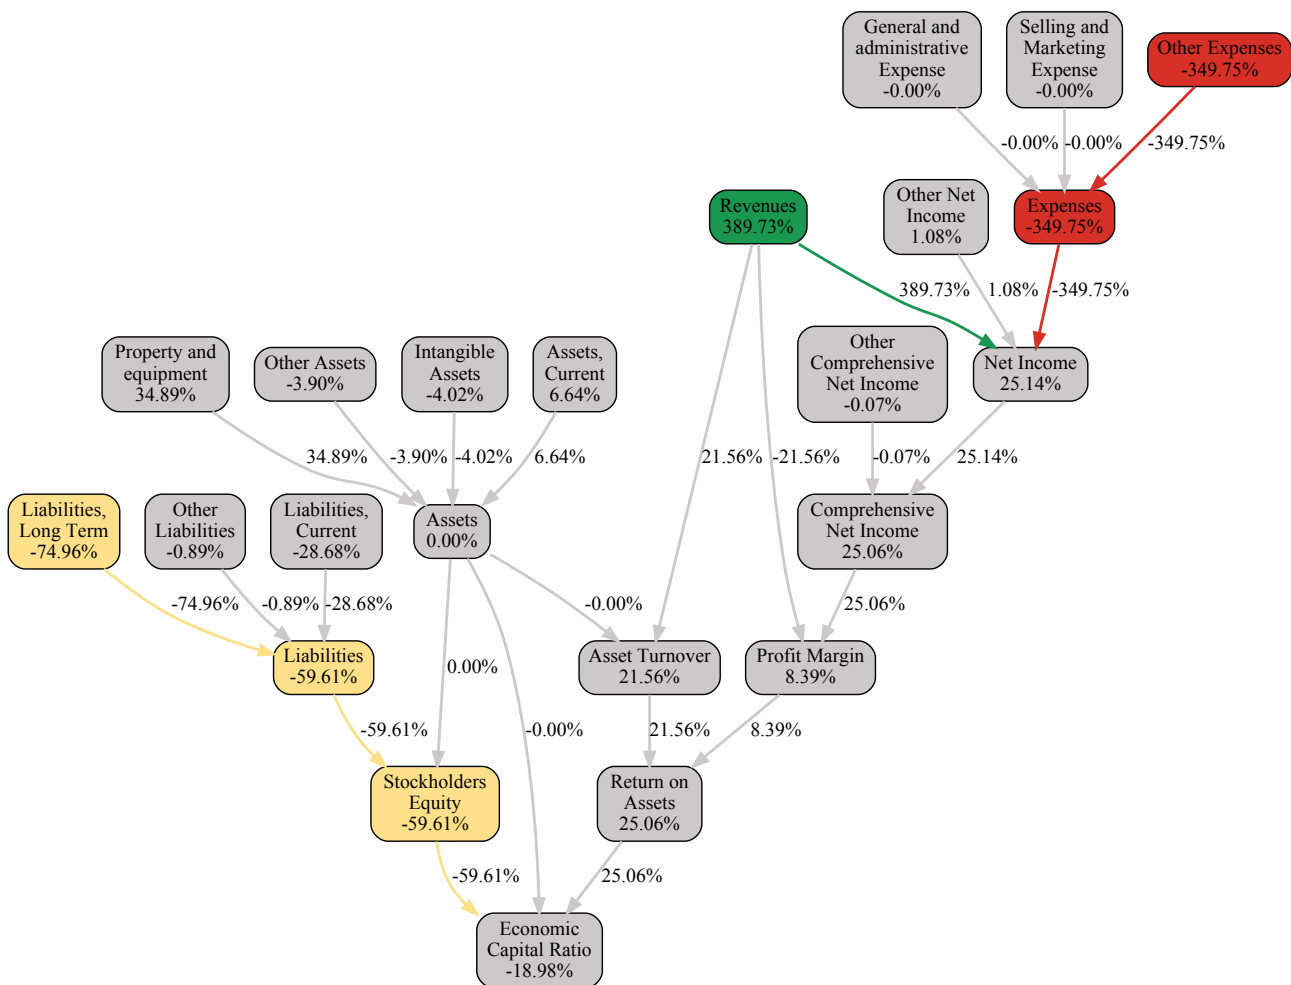 General and
administrative
Expense
-0.00%
Selling and
Marketing
Expense
-0.00%
Other Expenses
-349.75%
-0.00%
-0.00%
-349.75%
Revenues
389.73%
Other Net
Income
1.08%
Expenses
-349.75%
389.73%
1.08%
-349.75%
Property and
equipment
34.89%
Other Assets
-3.90%
Intangible
Assets
-4.02%
Assets,
Current
6.64%
Other
Comprehensive
Net Income
-0.07%
Net Income
25.14%
34.89%
-3.90%
-4.02%
6.64%
21.56%
-21.56%
-0.07%
25.14%
Liabilities,
Long Term
-74.96%
Other
Liabilities
-0.89%
Liabilities,
Current
-28.68%
Assets
0.00%
Comprehensive
Net Income
25.06%
-74.96%
-0.89%
-28.68%
-0.00%
25.06%
Liabilities
-59.61%
0.00%
Asset Turnover
21.56%
Profit Margin
8.39%
-59.61%
-0.00%
21.56%
8.39%
Stockholders
Equity
-59.61%
Return on
Assets
25.06%
-59.61%
25.06%
Economic
Capital Ratio
-18.98%